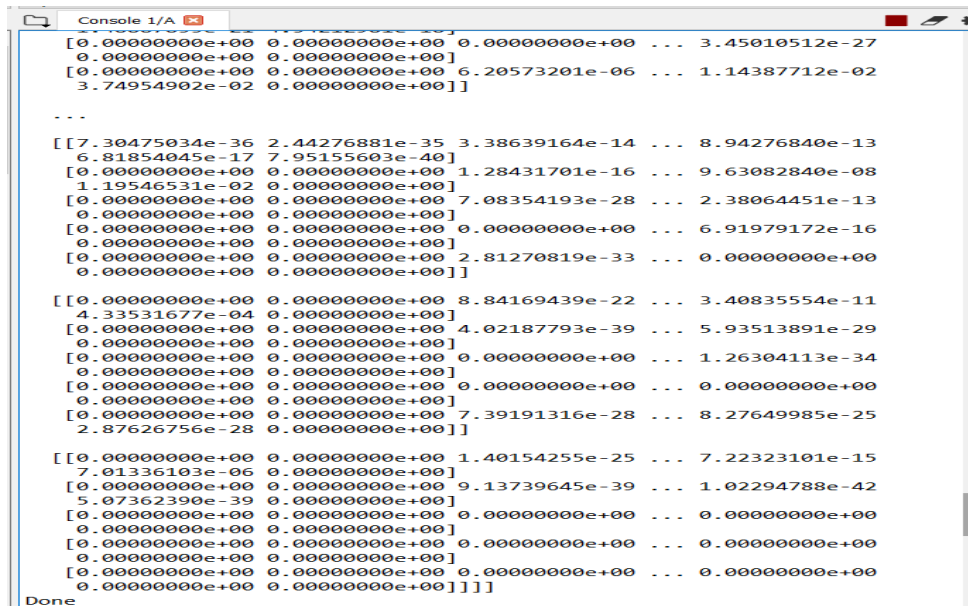 Console 1/A
[0.00000000e+00 0.00000000e+00 0.00000000e+00 ... 3.45010512e-27
0.00000000e+00 0.00000000e+00]
[0.00000000e+00 0.00000000e+00 6.20573201e-06 ... 1.14387712e-02
3.74954902e-02 0.00000000e+00]]
...
[[7.30475034e-36 2.44276881e-35 3.38639164e-14 ... 8.94276840e-13
6.81854045e-17 7.95155603e-40]
[0.00000000e+00 0.00000000e+00 1.28431701e-16 ... 9.63082840e-08
1.19546531e-02 0.00000000e+00]
[0.00000000e+00 0.00000000e+00 7.08354193e-28 ... 2.38064451e-13
0.00000000e+00 0.00000000e+00]
[0.00000000e+00 0.00000000e+00 0.00000000e+00 ... 6.91979172e-16
0.00000000e+00 0.00000000e+00]
[0.00000000e+00 0.00000000e+00 2.81270819e-33 ... 0.00000000e+00
0.00000000e+00 0.00000000e+00]]
[[0.00000000e+00 0.00000000e+00 8.84169439e-22 ... 3.40835554e-11
4.33531677e-04 0.00000000e+00]
[0.00000000e+00 0.00000000e+00 4.02187793e-39 ... 5.93513891e-29
0.00000000e+00 0.00000000e+00]
[0.00000000e+00 0.00000000e+00 0.00000000e+00 ... 1.26304113e-34
0.00000000e+00 0.00000000e+00]
[0.00000000e+00 0.00000000e+00 0.00000000e+00 ... 0.00000000e+00
0.00000000e+00 0.00000000e+00]
[0.00000000e+00 0.00000000e+00 7.39191316e-28 ... 8.27649985e-25
2.87626756e-28 0.00000000e+00]]
[[0.00000000e+00 0.00000000e+00 1.40154255e-25 ... 7.22323101e-15
7.01336103e-06 0.00000000e+00]
[0.00000000e+00 0.00000000e+00 9.13739645e-39 ... 1.02294788e-42
5.07362390e-39 0.00000000e+00]
[0.00000000e+00 0.00000000e+00 0.00000000e+00 ... 0.00000000e+00
0.00000000e+00 0.00000000e+00]
[0.00000000e+00 0.00000000e+00 0.00000000e+00 ... 0.00000000e+00
0.00000000e+00 0.00000000e+00]
[0.00000000e+00 0.00000000e+00 0.00000000e+00 ... 0.00000000e+00
0.00000000e+00 0.00000000e+00]]]]
Done